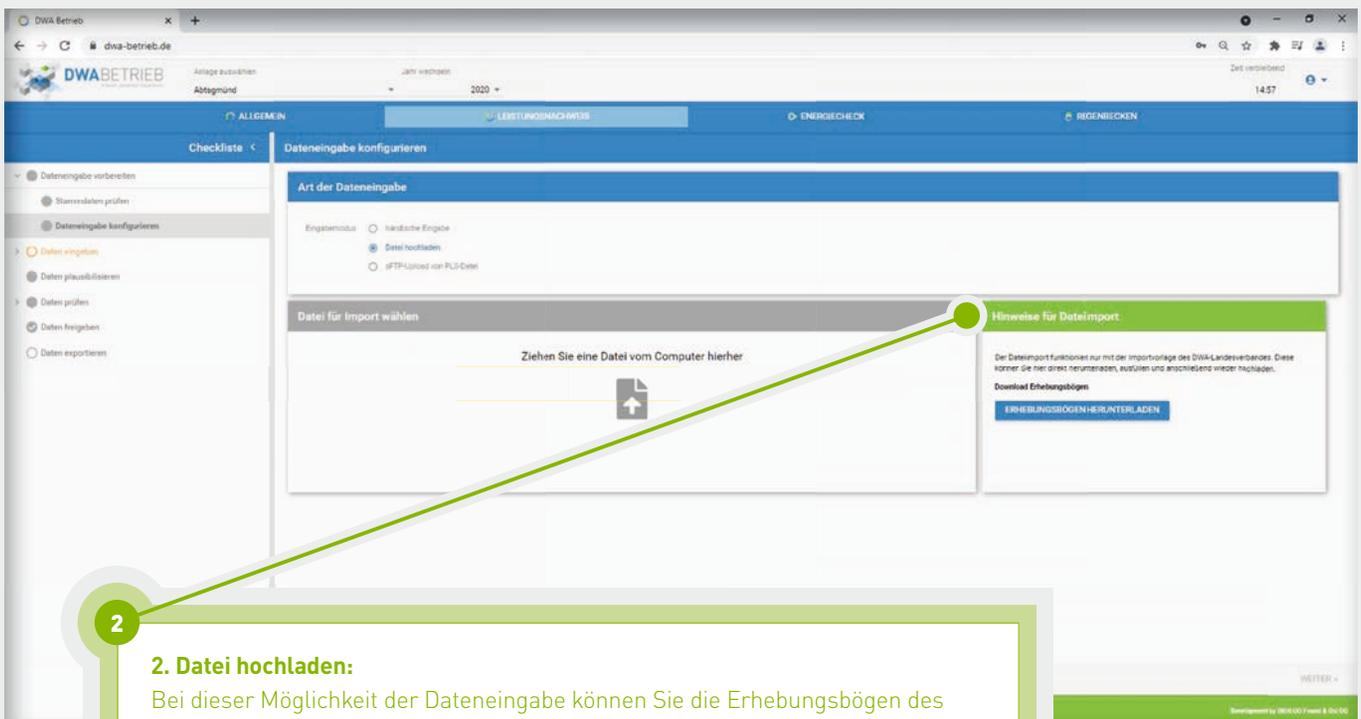 DWA Betrieb
dwa-betrieb.de
DWABETRIEB
Anlage auswählen
Abtsgmünd
Jahr wechseln
2020
Zeit verbleibend
14:57
ALLGEMEIN
LEISTUNGSNACHWEIS
ENERGIECHECK
REGENBECKEN
Checkliste
Dateneingabe konfigurieren
Dateneingabe vorbereiten
Stammdaten prüfen
Dateneingabe konfigurieren
Daten eingeben
Daten plausibilisieren
Daten prüfen
Daten freigeben
Daten exportieren
Art der Dateneingabe
Eingabemodus
händische Eingabe
Datei hochladen
sFTP-Upload von PLS-Datei
Datei für Import wählen
Ziehen Sie eine Datei vom Computer hierher
Hinweise für Dateiimport
Der Dateiimport funktioniert nur mit der Importvorlage des DWA-Landesverbandes. Diese
können Sie hier direkt herunterladen, ausfüllen und anschließend wieder hochladen.
Download Erhebungsbögen
ERHEBUNGSBÖGEN HERUNTERLADEN
2
2. Datei hochladen:
Bei dieser Möglichkeit der Dateneingabe können Sie die Erhebungsbögen des
WEITER »
Development by